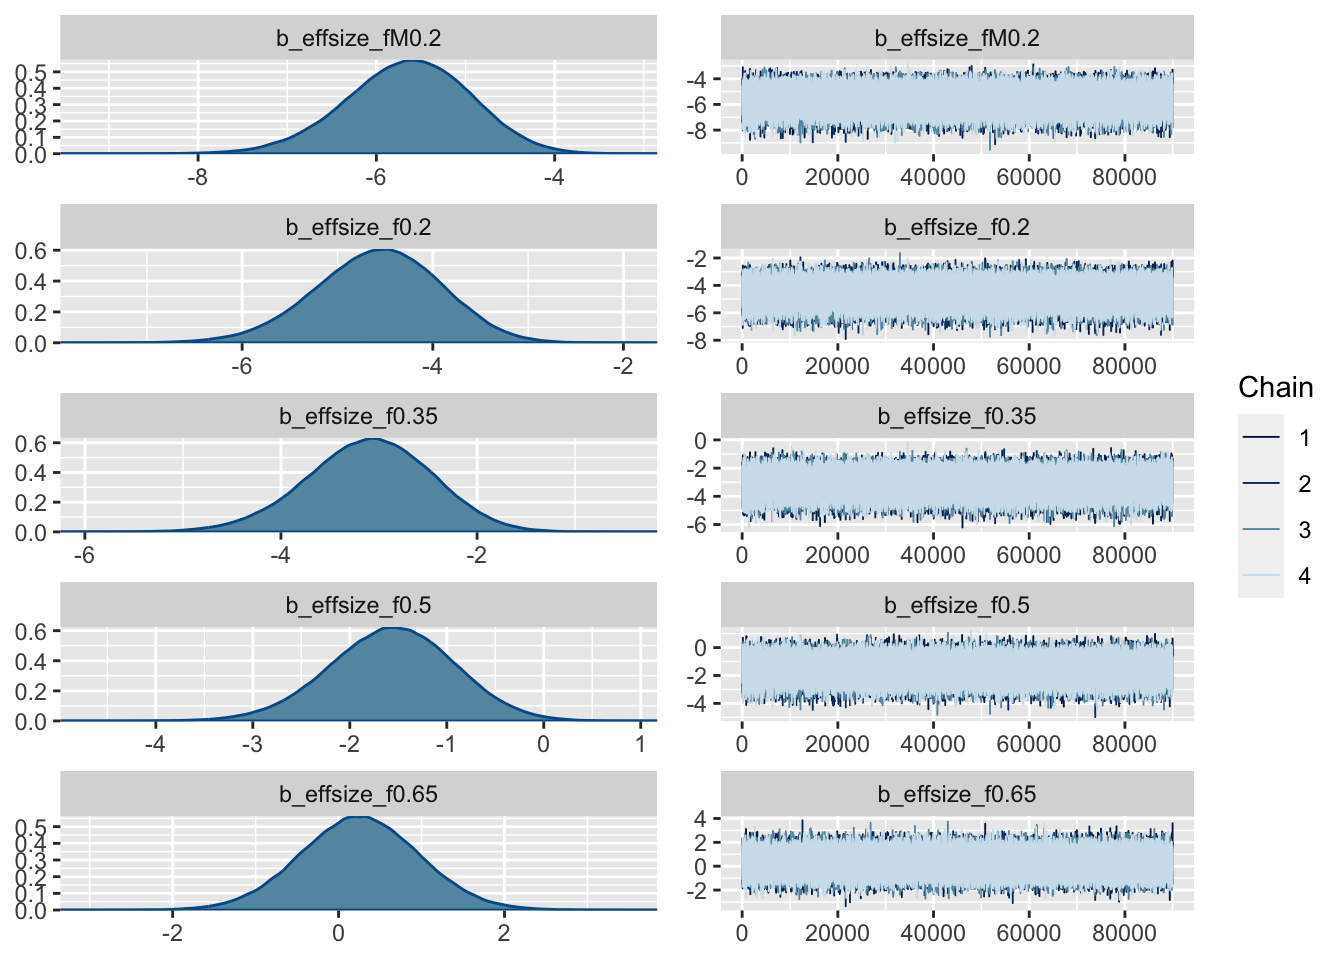 b_effsize_fM0.2
0.5
0.4
0.3
0.2
0.1
0.0
-8 -6 -4
b_effsize_fM0.2
-4
-6
-8
0 20000 40000 60000 80000
b_effsize_f0.2
0.6
0.4
0.2
0.0
-6 -4 -2
b_effsize_f0.2
-2
-4
-6
-8
0 20000 40000 60000 80000
b_effsize_f0.35
0.6
0.4
0.2
0.0
-6 -4 -2
b_effsize_f0.35
0
-2
-4
-6
0 20000 40000 60000 80000
b_effsize_f0.5
0.6
0.4
0.2
0.0
-4 -3 -2 -1 0 1
b_effsize_f0.5
0
-2
-4
0 20000 40000 60000 80000
b_effsize_f0.65
0.5
0.4
0.3
0.2
0.1
0.0
-2 0 2
b_effsize_f0.65
4
2
0
-2
0 20000 40000 60000 80000
Chain
1
2
3
4